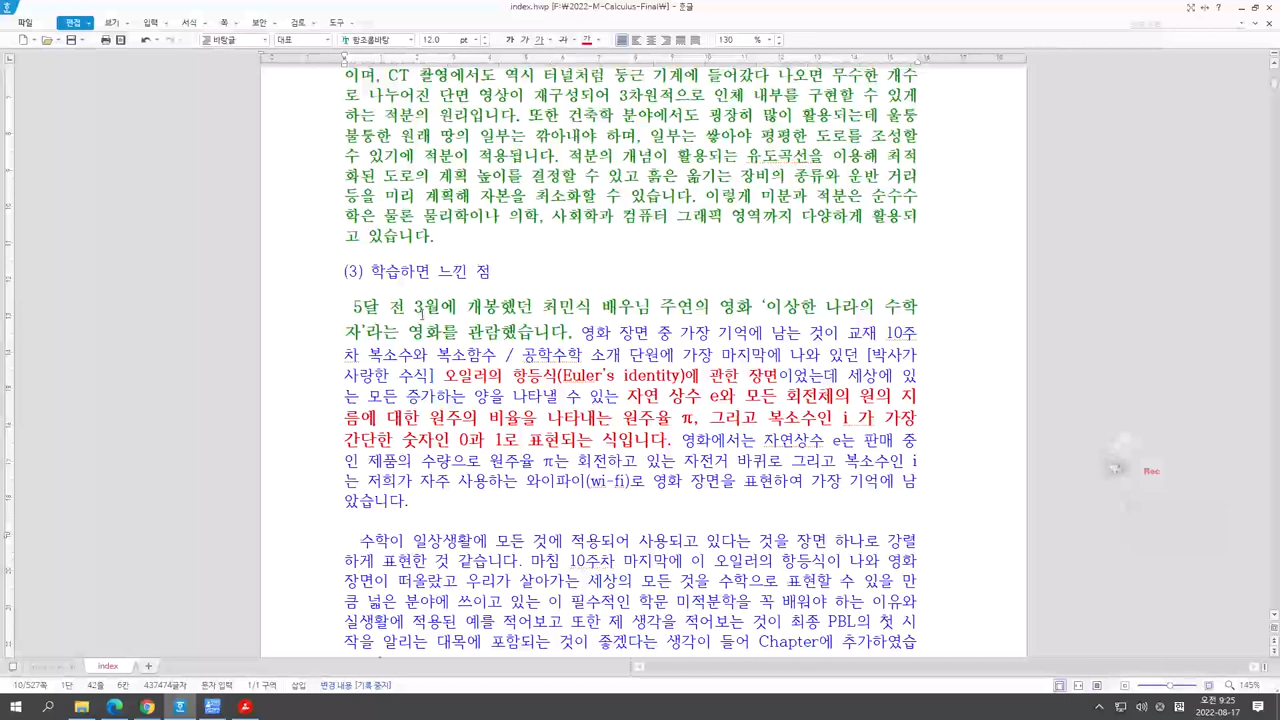 index.hwp [F:\2022-M-Calculus-Final\] - 한글
파일 편집 보기 입력 서식 쪽 보안 검토 도구
바탕글 대표 함초롬바탕 12.0 pt 가 가 가 가 가 130 %
이며, CT 촬영에서도 역시 터널처럼 둥근 기계에 들어갔다 나오면 무수한 개수
로 나누어진 단면 영상이 재구성되어 3차원적으로 인체 내부를 구현할 수 있게
하는 적분의 원리입니다. 또한 건축학 분야에서도 굉장히 많이 활용되는데 울퉁
불퉁한 원래 땅의 일부는 깎아내야 하며, 일부는 쌓아야 평평한 도로를 조성할
수 있기에 적분이 적용됩니다. 적분의 개념이 활용되는 유도곡선을 이용해 최적
화된 도로의 계획 높이를 결정할 수 있고 흙은 옮기는 장비의 종류와 운반 거리
등을 미리 계획해 자본을 최소화할 수 있습니다. 이렇게 미분과 적분은 순수수
학은 물론 물리학이나 의학, 사회학과 컴퓨터 그래픽 영역까지 다양하게 활용되
고 있습니다.
(3) 학습하면 느낀 점
5달 전 3월에 개봉했던 최민식 배우님 주연의 영화 ‘이상한 나라의 수학
자’라는 영화를 관람했습니다. 영화 장면 중 가장 기억에 남는 것이 교재 10주
차 복소수와 복소함수 / 공학수학 소개 단원에 가장 마지막에 나와 있던 [박사가
사랑한 수식] 오일러의 항등식(Euler's identity)에 관한 장면이었는데 세상에 있
는 모든 증가하는 양을 나타낼 수 있는 자연 상수 e와 모든 회전체의 원의 지
름에 대한 원주의 비율을 나타내는 원주율 π, 그리고 복소수인 i 가 가장
간단한 숫자인 0과 1로 표현되는 식입니다. 영화에서는 자연상수 e는 판매 중
인 제품의 수량으로 원주율 π는 회전하고 있는 자전거 바퀴로 그리고 복소수인 i
는 저희가 자주 사용하는 와이파이(wi-fi)로 영화 장면을 표현하여 가장 기억에 남
았습니다.
수학이 일상생활에 모든 것에 적용되어 사용되고 있다는 것을 장면 하나로 강렬
하게 표현한 것 같습니다. 마침 10주차 마지막에 이 오일러의 항등식이 나와 영화
장면이 떠올랐고 우리가 살아가는 세상의 모든 것을 수학으로 표현할 수 있을 만
큼 넓은 분야에 쓰이고 있는 이 필수적인 학문 미적분학을 꼭 배워야 하는 이유와
실생활에 적용된 예를 적어보고 또한 제 생각을 적어보는 것이 최종 PBL의 첫 시
작을 알리는 대목에 포함되는 것이 좋겠다는 생각이 들어 Chapter에 추가하였습
Rec
index
10/527쪽 1단 42줄 6칸 437474글자 문자 입력 1/1 구역 삽입 변경 내용 [기록 중지] 145%
오전 9:25
2022-08-17